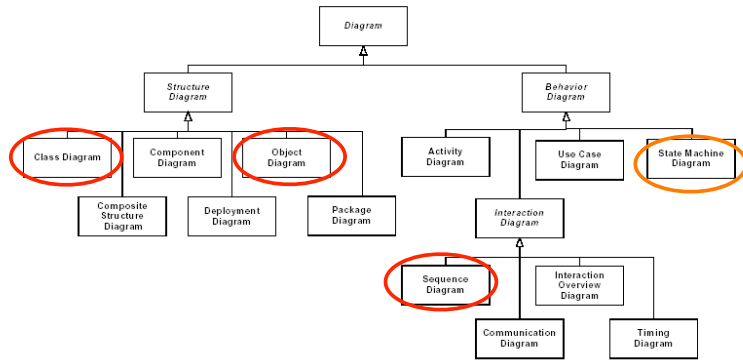 Diagram
Structure
Diagram
Behavior
Diagram
Class Diagram
Component
Diagram
Object
Diagram
Activity
Diagram
Use Case
Diagram
State Machine
Diagram
Composite
Structure
Diagram
Deployment
Diagram
Package
Diagram
Interaction
Diagram
Sequence
Diagram
Interaction
Overview
Diagram
Communication
Diagram
Timing
Diagram